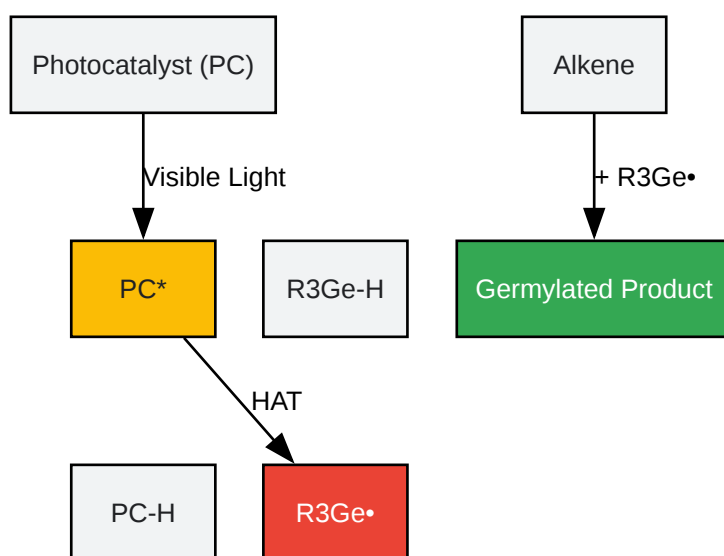 Photocatalyst (PC)
Alkene
Visible Light
+ R3Ge•
PC*
R3Ge-H
Germylated Product
HAT
PC-H
R3Ge•